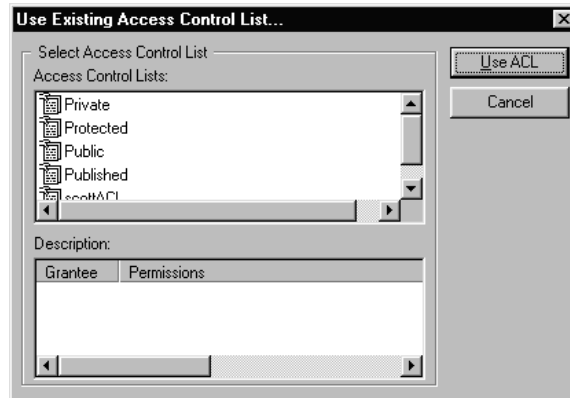 Use Existing Access Control List...
Select Access Control List
Access Control Lists:
Private
Protected
Public
Published
scottACL
Use ACL
Cancel
Description:
Grantee Permissions